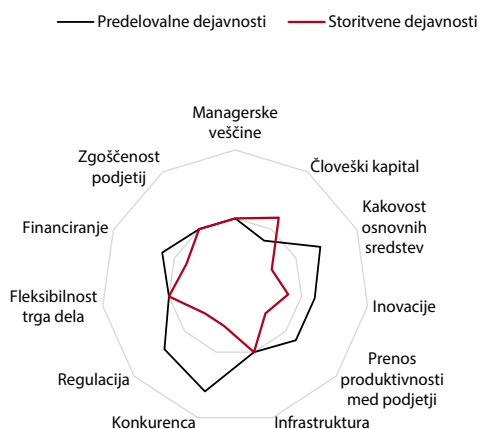 Predelovalne dejavnosti
Storitvene dejavnosti
Managerske
veščine
Človeški kapital
Kakovost
osnovnih
sredstev
Inovacije
Prenos
produktivnosti
med podjetji
Infrastruktura
Konkurenca
Regulacija
Fleksibilnost
trga dela
Financiranje
Zgoščenost
podjetij